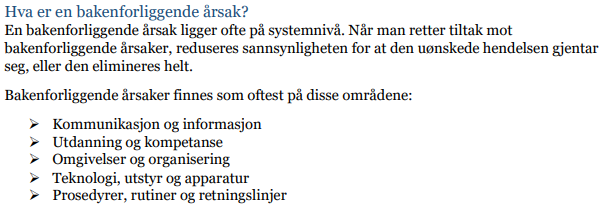 Hva er en bakenforliggende årsak?
En bakenforliggende årsak ligger ofte på systemnivå. Når man retter tiltak mot
bakenforliggende årsaker, reduseres sannsynligheten for at den uønskede hendelsen gjentar
seg, eller den elimineres helt.
Bakenforliggende årsaker finnes som oftest på disse områdene:
➢ Kommunikasjon og informasjon
➢ Utdanning og kompetanse
➢ Omgivelser og organisering
➢ Teknologi, utstyr og apparatur
➢ Prosedyrer, rutiner og retningslinjer